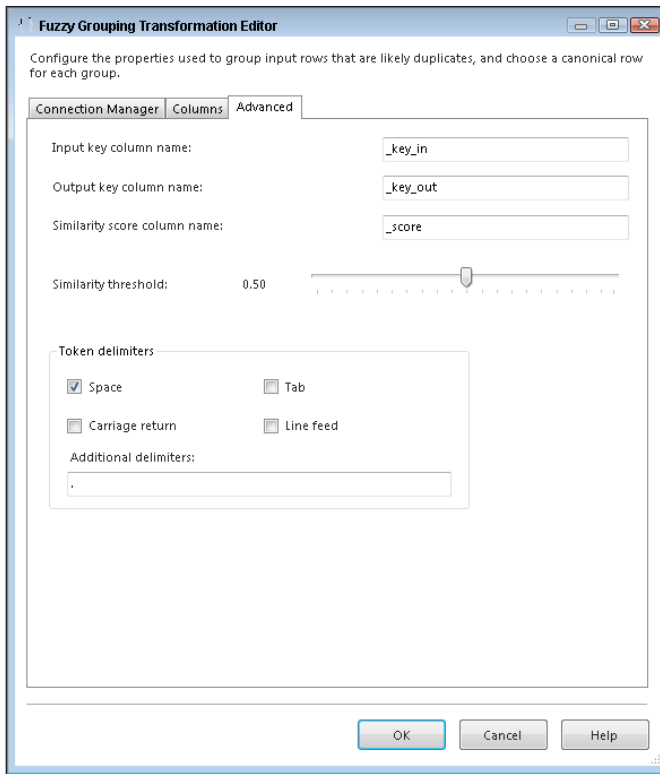 Fuzzy Grouping Transformation Editor
Configure the properties used to group input rows that are likely duplicates, and choose a canonical row
for each group.
Connection Manager Columns Advanced
Input key column name: _key_in
Output key column name: _key_out
Similarity score column name: _score
Similarity threshold: 0.50
Token delimiters
Space Tab
Carriage return Line feed
Additional delimiters:
.
OK Cancel Help